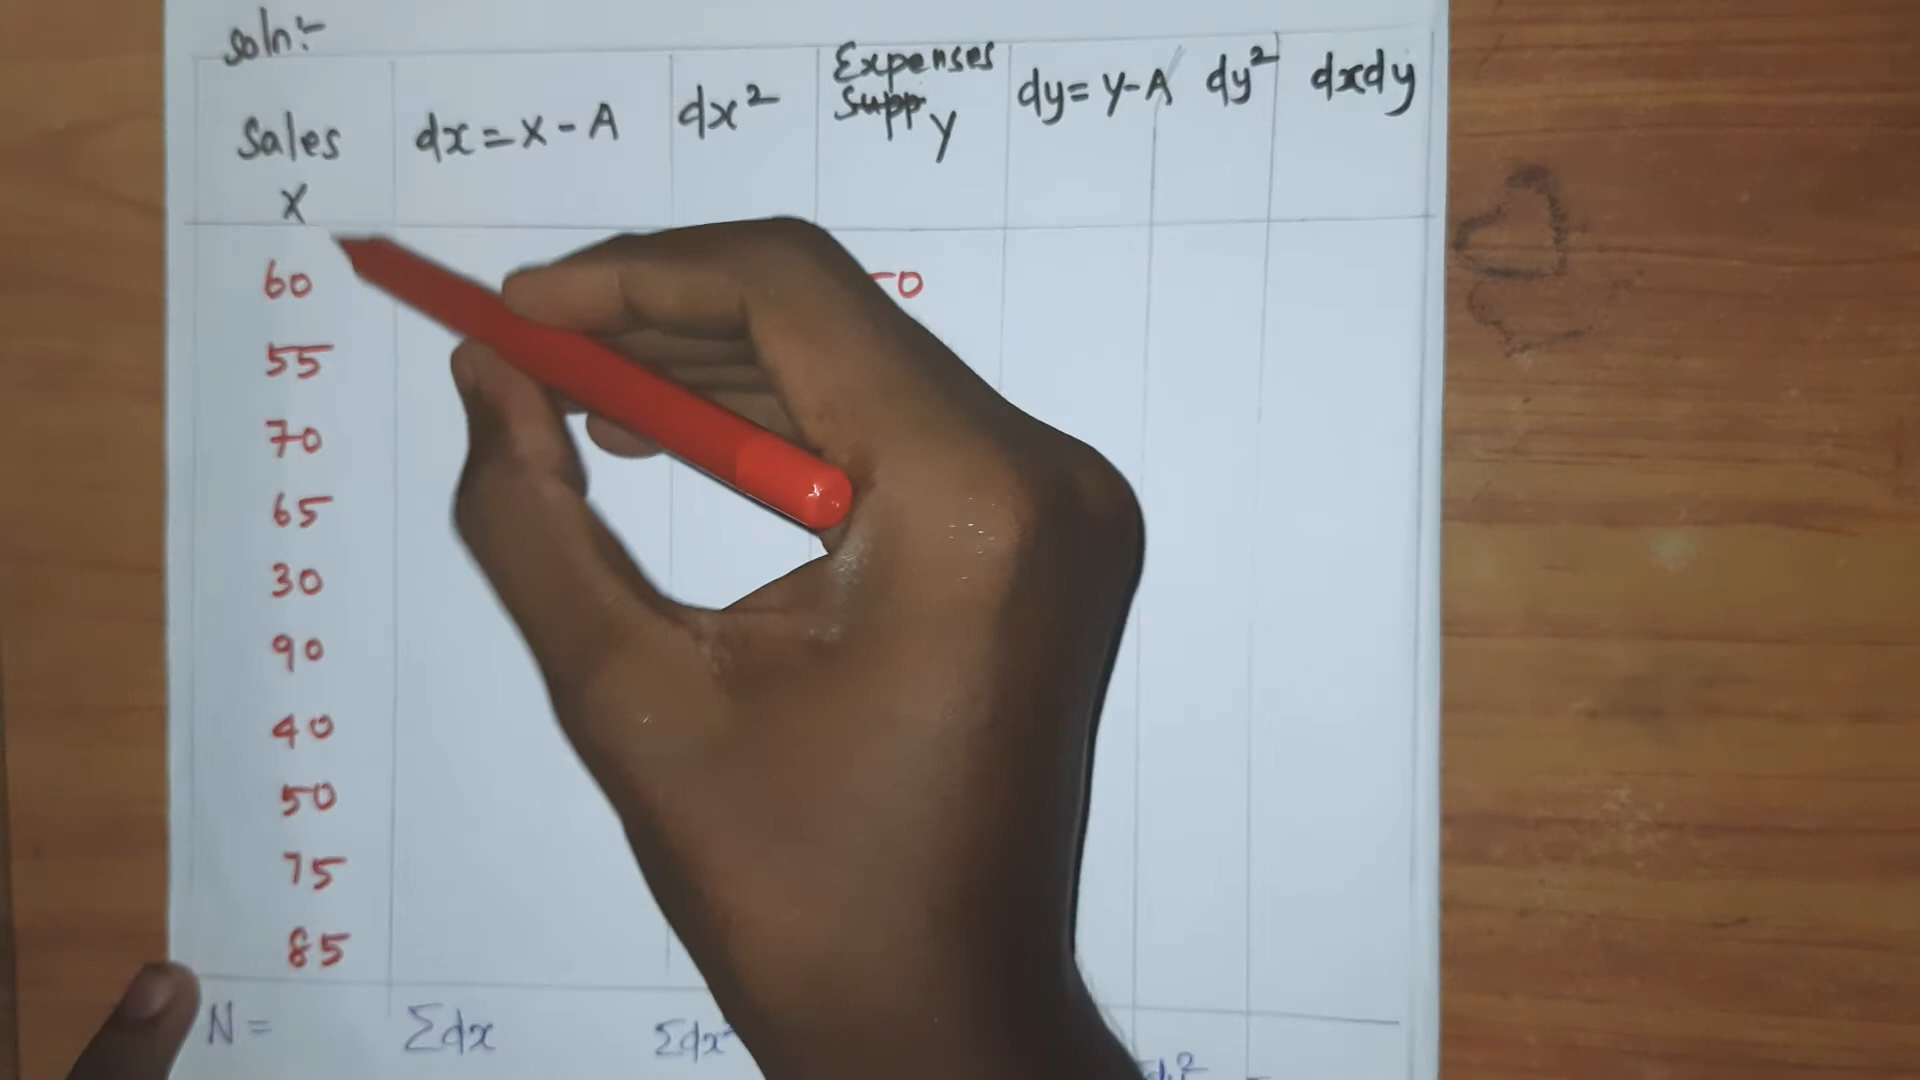 Soln:-
Sales
X
dx = X - A
dx²
Expenses
Supp Y
dy = Y - A
dy²
dxdy
60
55
70
65
30
90
40
50
75
85
N =
Σdx
Σdx²